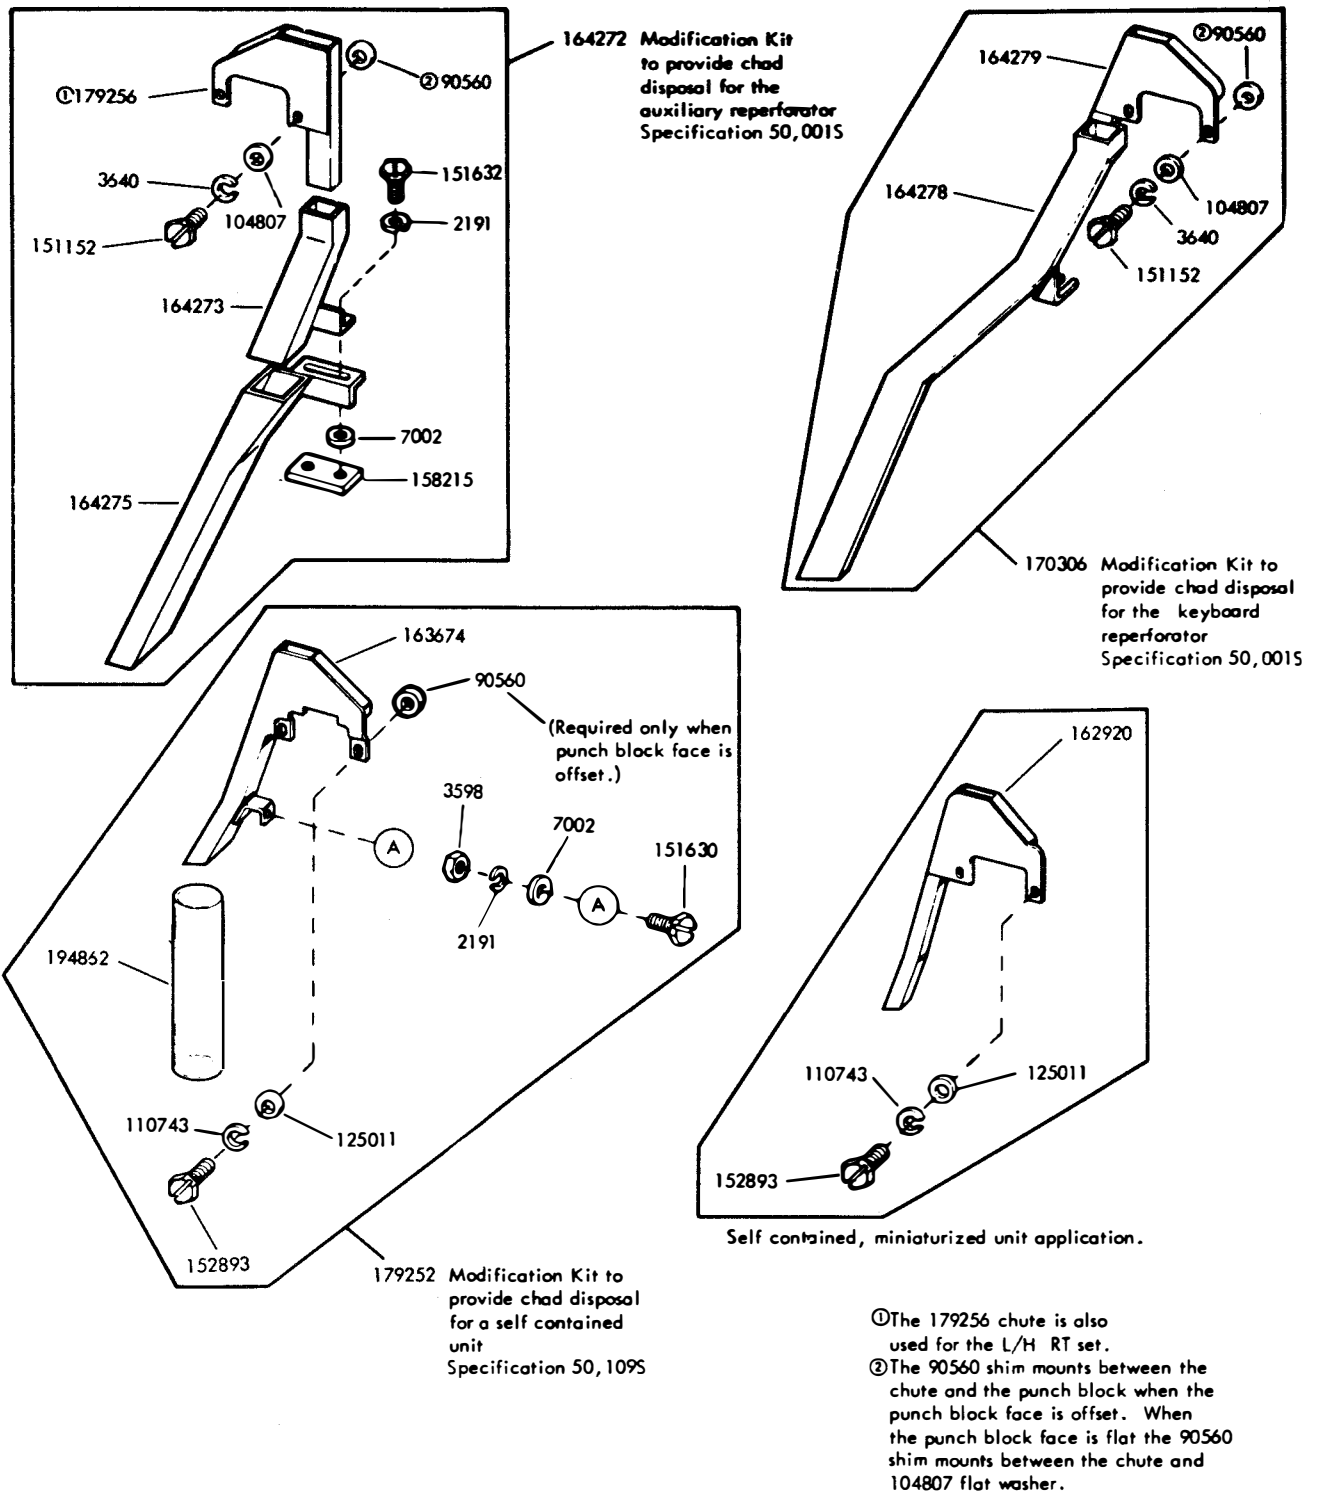 164272 Modification Kit
to provide chad
disposal for the
auxiliary reperforator
Specification 50,001S
①179256
②90560
3640
104807
151152
151632
2191
164273
7002
158215
164275
164279
②90560
164278
104807
3640
151152
170306 Modification Kit to
provide chad disposal
for the keyboard
reperforator
Specification 50,001S
163674
90560
(Required only when
punch block face is
offset.)
3598
7002
151630
A
A
2191
194862
110743
125011
152893
179252 Modification Kit to
provide chad disposal
for a self contained
unit
Specification 50,109S
162920
110743
125011
152893
Self contained, miniaturized unit application.
①The 179256 chute is also
used for the L/H RT set.
②The 90560 shim mounts between the
chute and the punch block when the
punch block face is offset. When
the punch block face is flat the 90560
shim mounts between the chute and
104807 flat washer.